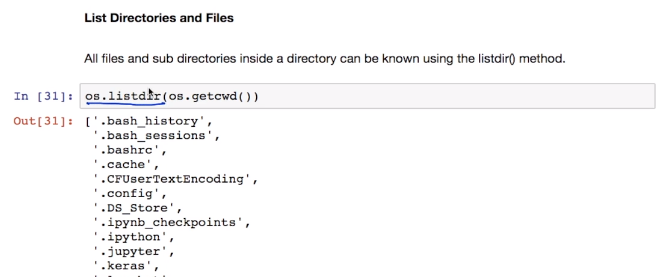 List Directories and Files
All files and sub directories inside a directory can be known using the listdir() method.
In [31]: os.listdir(os.getcwd())
Out[31]: ['.bash_history',
'.bash_sessions',
'.bashrc',
'.cache',
'.CFUserTextEncoding',
'.config',
'.DS_Store',
'.ipynb_checkpoints',
'.ipython',
'.jupyter',
'.keras',